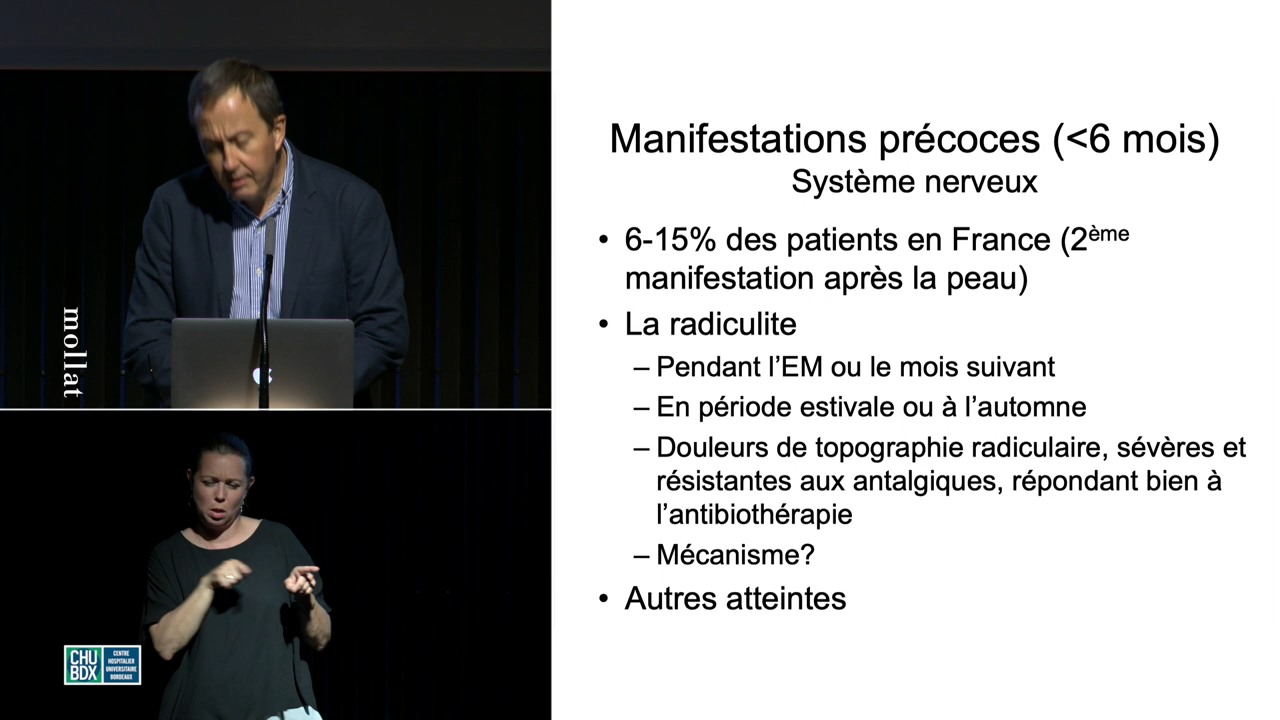 mollat
CHU
BDX
CENTRE
HOSPITALIER
UNIVERSITAIRE
BORDEAUX
Manifestations précoces (<6 mois)
Système nerveux
• 6-15% des patients en France (2ème
manifestation après la peau)
• La radiculite
– Pendant l’EM ou le mois suivant
– En période estivale ou à l’automne
– Douleurs de topographie radiculaire, sévères et
résistantes aux antalgiques, répondant bien à
l’antibiothérapie
– Mécanisme?
• Autres atteintes